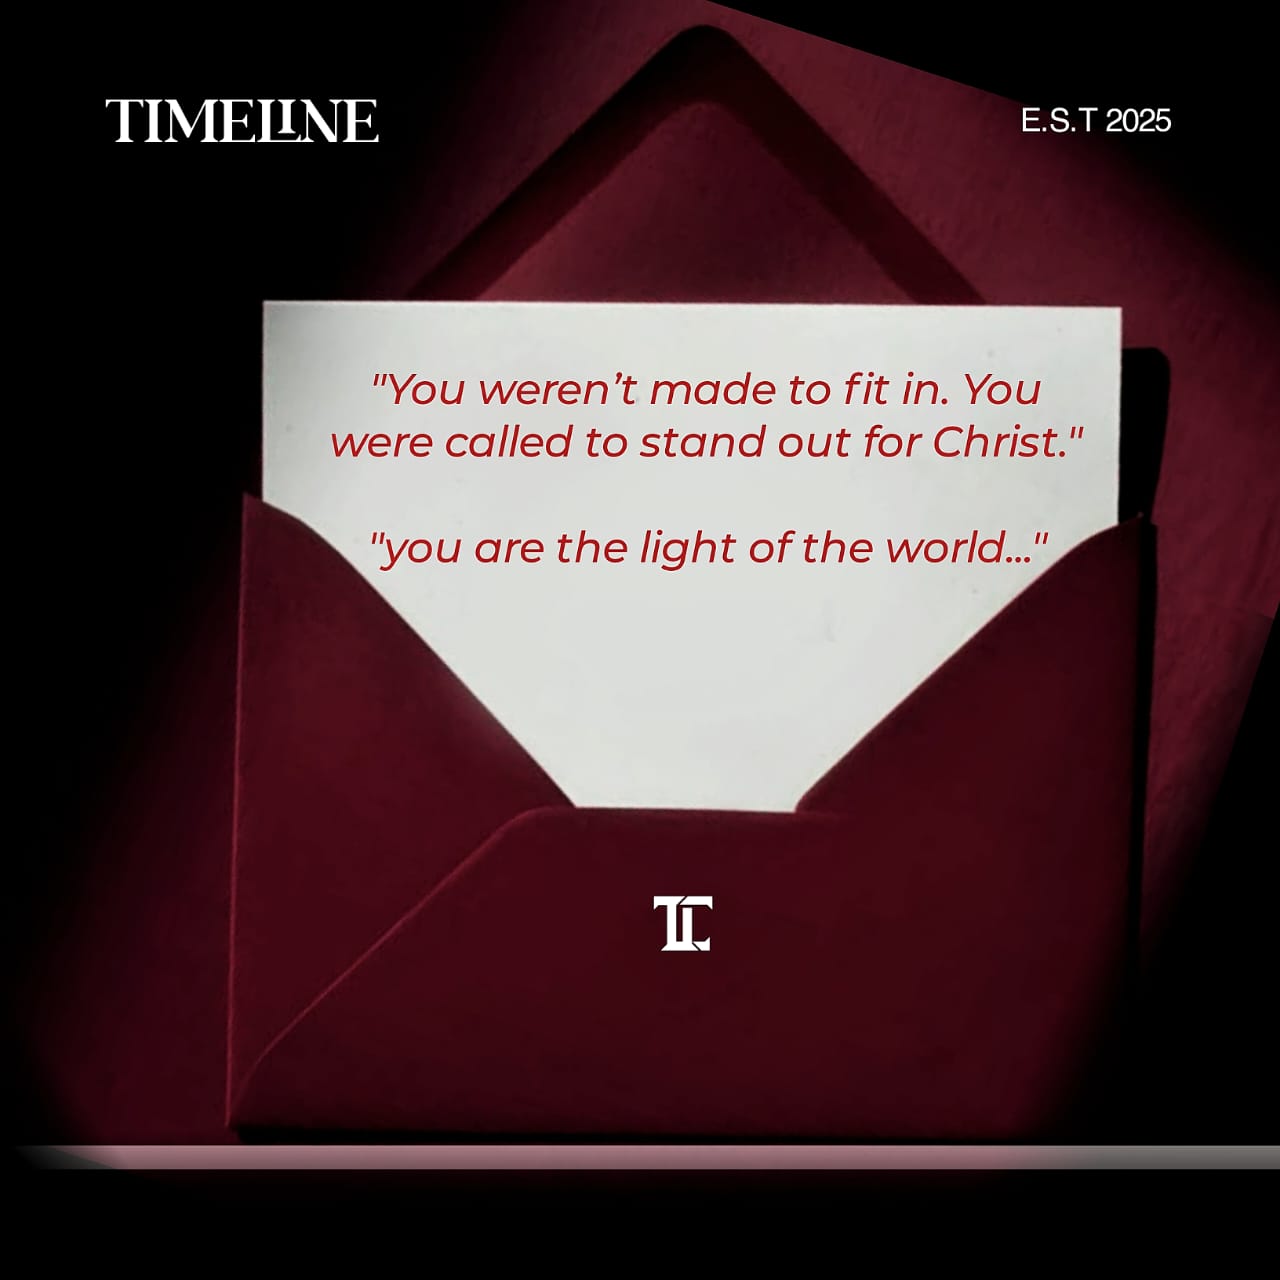 TIMELINE
E.S.T 2025
"You weren’t made to fit in. You
were called to stand out for Christ."
"you are the light of the world..."
TL